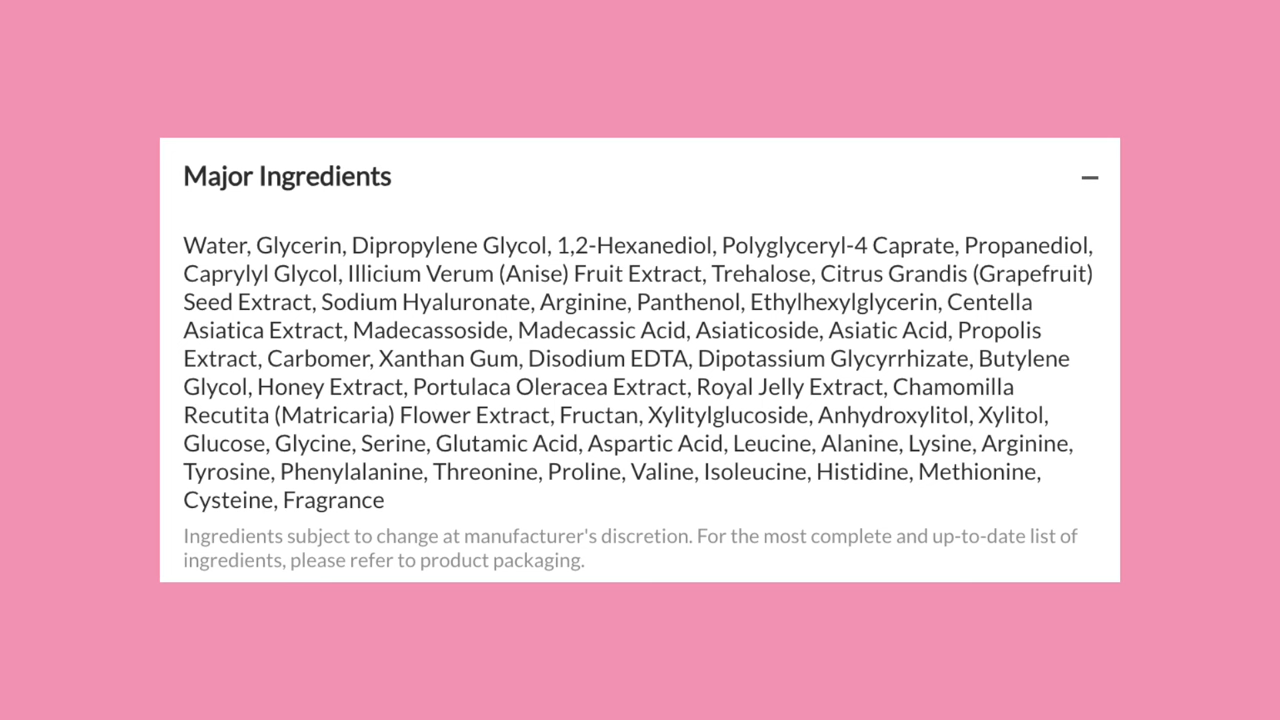 Major Ingredients
Water, Glycerin, Dipropylene Glycol, 1,2-Hexanediol, Polyglyceryl-4 Caprate, Propanediol,
Caprylyl Glycol, Illicium Verum (Anise) Fruit Extract, Trehalose, Citrus Grandis (Grapefruit)
Seed Extract, Sodium Hyaluronate, Arginine, Panthenol, Ethylhexylglycerin, Centella
Asiatica Extract, Madecassoside, Madecassic Acid, Asiaticoside, Asiatic Acid, Propolis
Extract, Carbomer, Xanthan Gum, Disodium EDTA, Dipotassium Glycyrrhizate, Butylene
Glycol, Honey Extract, Portulaca Oleracea Extract, Royal Jelly Extract, Chamomilla
Recutita (Matricaria) Flower Extract, Fructan, Xylitylglucoside, Anhydroxylitol, Xylitol,
Glucose, Glycine, Serine, Glutamic Acid, Aspartic Acid, Leucine, Alanine, Lysine, Arginine,
Tyrosine, Phenylalanine, Threonine, Proline, Valine, Isoleucine, Histidine, Methionine,
Cysteine, Fragrance
Ingredients subject to change at manufacturer's discretion. For the most complete and up-to-date list of
ingredients, please refer to product packaging.